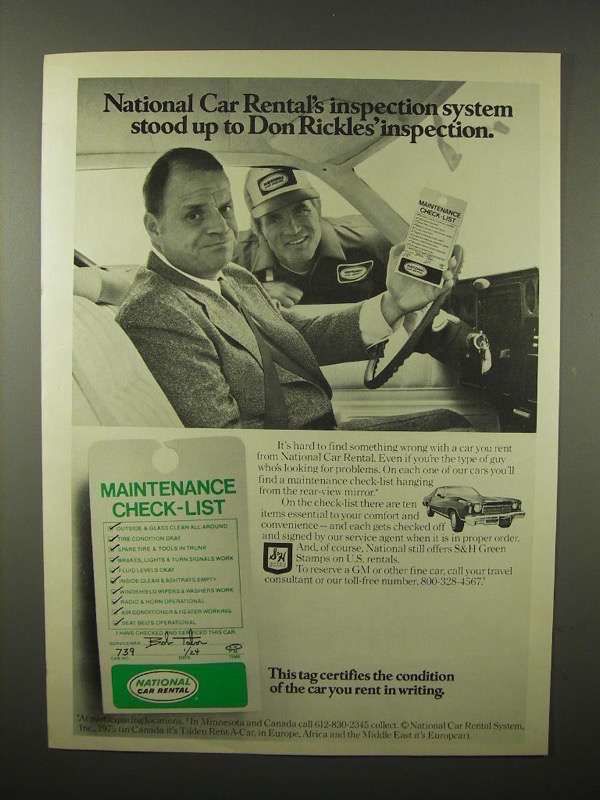 National Car Rental's inspection system
stood up to Don Rickles' inspection.
NATIONAL
MAINTENANCE
CHECK-LIST
NATIONAL
It's hard to find something wrong with a car you rent
from National Car Rental. Even if you're the type of guy
who's looking for problems. On each one of our cars you'll
find a maintenance check-list hanging
from the rear-view mirror.*
On the check-list there are ten
items essential to your comfort and
convenience—and each gets checked off
and signed by our service agent when it is in proper order.
And, of course, National still offers S&H Green
Stamps on U.S. rentals.
To reserve a GM or other fine car, call your travel
consultant or our toll-free number, 800-328-4567.†
S&H
MAINTENANCE
CHECK-LIST
OUTSIDE & GLASS CLEAN ALL AROUND
TIRE CONDITION OKAY
SPARE TIRE & TOOLS IN TRUNK
BRAKES, LIGHTS & TURN SIGNALS WORK
FLUID LEVELS OKAY
INSIDE CLEAN & ASHTRAYS EMPTY
WINDSHIELD WIPERS & WASHERS WORK
RADIO & HORN OPERATIONAL
AIR CONDITIONER & HEATER WORKING
SEAT BELTS OPERATIONAL
I HAVE CHECKED AND SERVICED THIS CAR.
SERVICEMAN
739 1/24
CAR NO. DATE TIME
NATIONAL
CAR RENTAL
This tag certifies the condition
of the car you rent in writing.
*At participating locations. †In Minnesota and Canada call 612-830-2345 collect. © National Car Rental System,
Inc., 1975 (in Canada it's Tilden Rent-A-Car, in Europe, Africa and the Middle East it's Europcar).